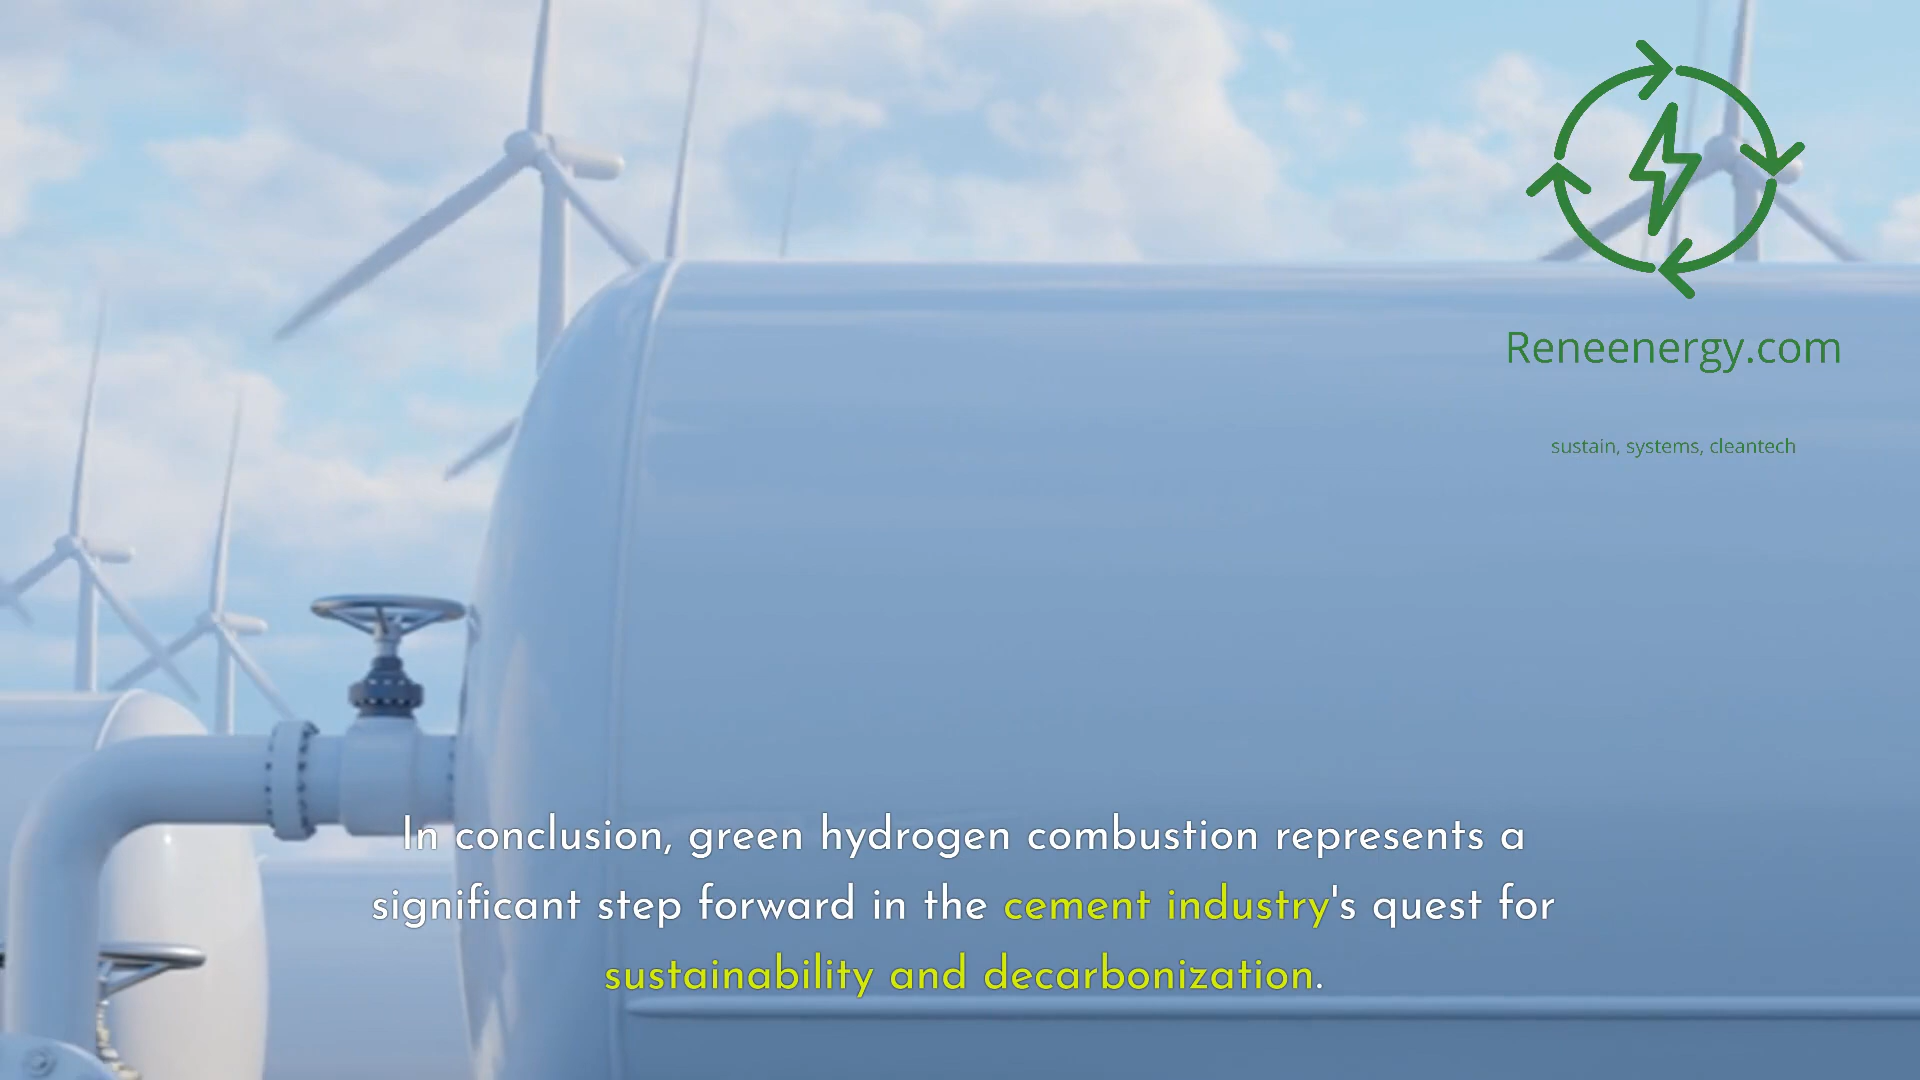 Reneenergy.com
sustain, systems, cleantech
In conclusion, green hydrogen combustion represents a
significant step forward in the cement industry's quest for
sustainability and decarbonization.